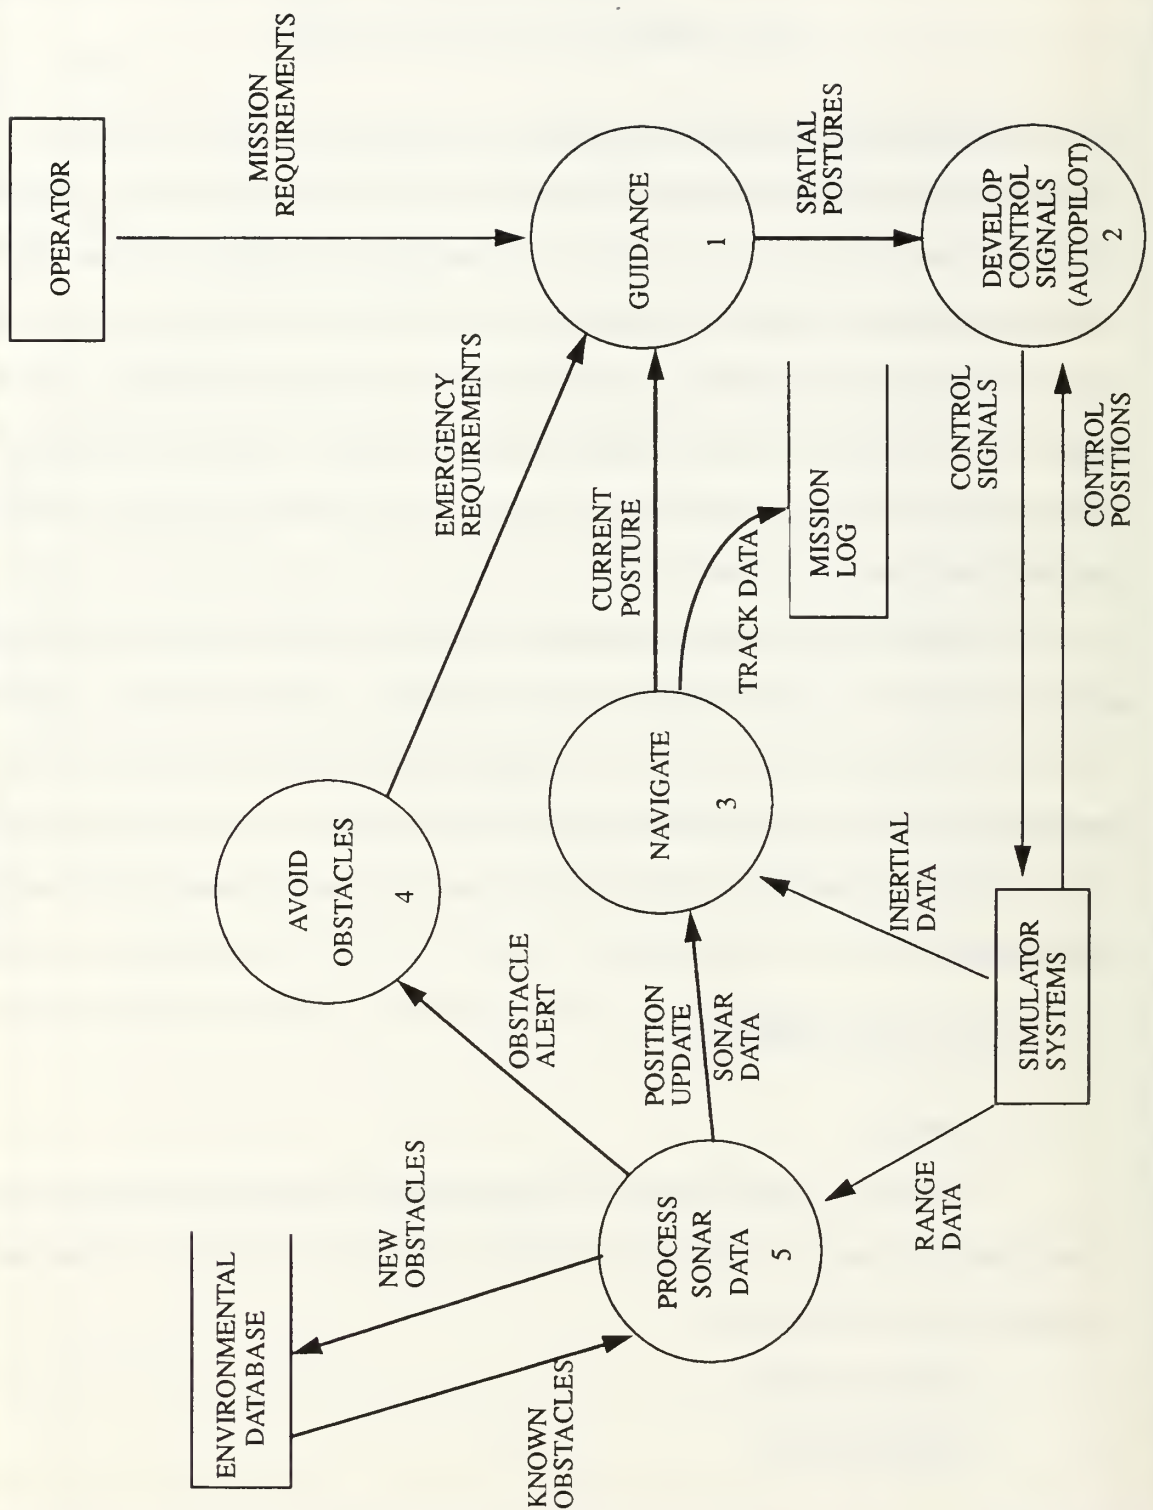 ENVIRONMENTAL
DATABASE
KNOWN
OBSTACLES
NEW
OBSTACLES
PROCESS
SONAR
DATA
5
OBSTACLE
ALERT
AVOID
OBSTACLES
4
EMERGENCY
REQUIREMENTS
OPERATOR
MISSION
REQUIREMENTS
POSITION
UPDATE
SONAR
DATA
NAVIGATE
3
CURRENT
POSTURE
GUIDANCE
1
TRACK DATA
MISSION
LOG
SPATIAL
POSTURES
RANGE
DATA
INERTIAL
DATA
SIMULATOR
SYSTEMS
CONTROL
SIGNALS
CONTROL
POSITIONS
DEVELOP
CONTROL
SIGNALS
(AUTOPILOT)
2